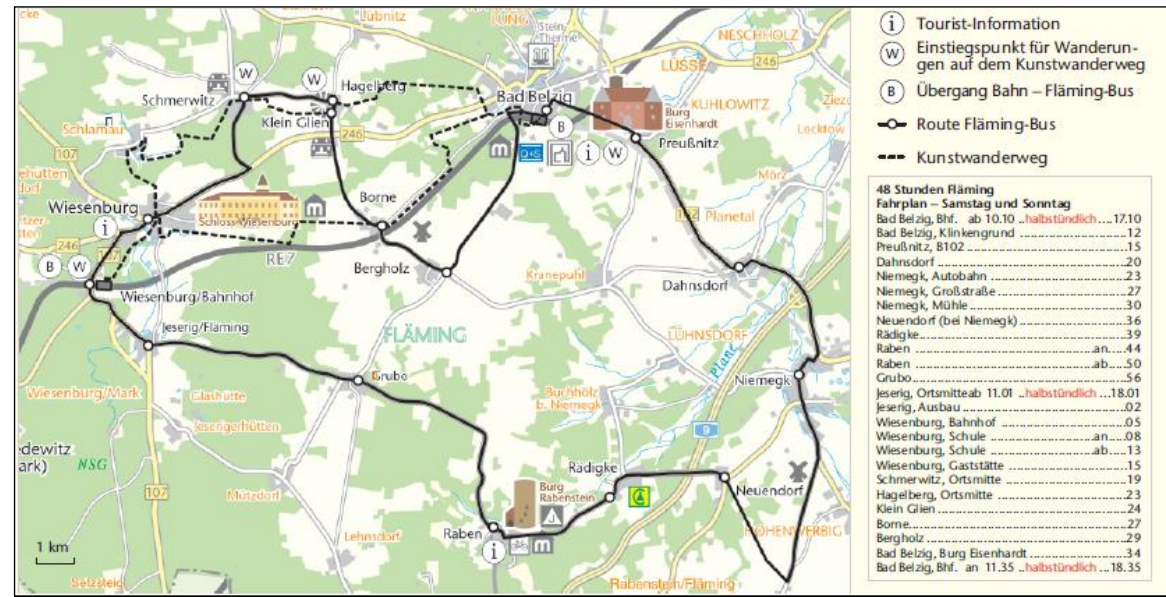 Lübnitz
LUNG
Stein-
Therme
NESCHHOLZ
246
LÜSSE
W
W
Hagelberg
Schmerwitz
Bad Belzig
KUHLOWITZ
Burg
Eisenhardt
Klein Glien
246
B
Schlamau
Preußnitz
Locktow
107
i
W
Mörz
Borne
Wiesenburg
Schloss Wiesenburg
i
Planetal
246
RE7
B
W
Bergholz
Kranepuhl
Dahnsdorf
Wiesenburg/Bahnhof
Jeserig/Fläming
FLÄMING
LÜHNSDORF
Plane
Grubo
Niemegk
Wiesenburg/Mark
Glashütte
Buchholz
b. Niemegk
Jesergerhütten
9
NSG
Rädigke
107
Mützdorf
Burg
Rabenstein
Neuendorf
Lehnsdorf
Raben
HOHENWERBIG
i
1 km
Rabenstein/Fläming
i Tourist-Information
W Einstiegspunkt für Wanderun-
gen auf dem Kunstwanderweg
B Übergang Bahn – Fläming-Bus
Route Fläming-Bus
Kunstwanderweg
48 Stunden Fläming
Fahrplan – Samstag und Sonntag
Bad Belzig, Bhf. ab 10.10 ..halbstündlich ....17.10
Bad Belzig, Klinkengrund ...12
Preußnitz, B102 ...15
Dahnsdorf ...20
Niemegk, Autobahn ...23
Niemegk, Großstraße ...27
Niemegk, Mühle ...30
Neuendorf (bei Niemegk) ...36
Rädigke ...39
Raben ...an....44
Raben ...ab....50
Grubo ...56
Jeserig, Ortsmitteab 11.01 ..halbstündlich ...18.01
Jeserig, Ausbau ...02
Wiesenburg, Bahnhof ...05
Wiesenburg, Schule ...an....08
Wiesenburg, Schule ...ab....13
Wiesenburg, Gaststätte ...15
Schmerwitz, Ortsmitte ...19
Hagelberg, Ortsmitte ...23
Klein Glien ...24
Borne...27
Bergholz ...29
Bad Belzig, Burg Eisenhardt ...34
Bad Belzig, Bhf. an 11.35 ..halbstündlich ...18.35